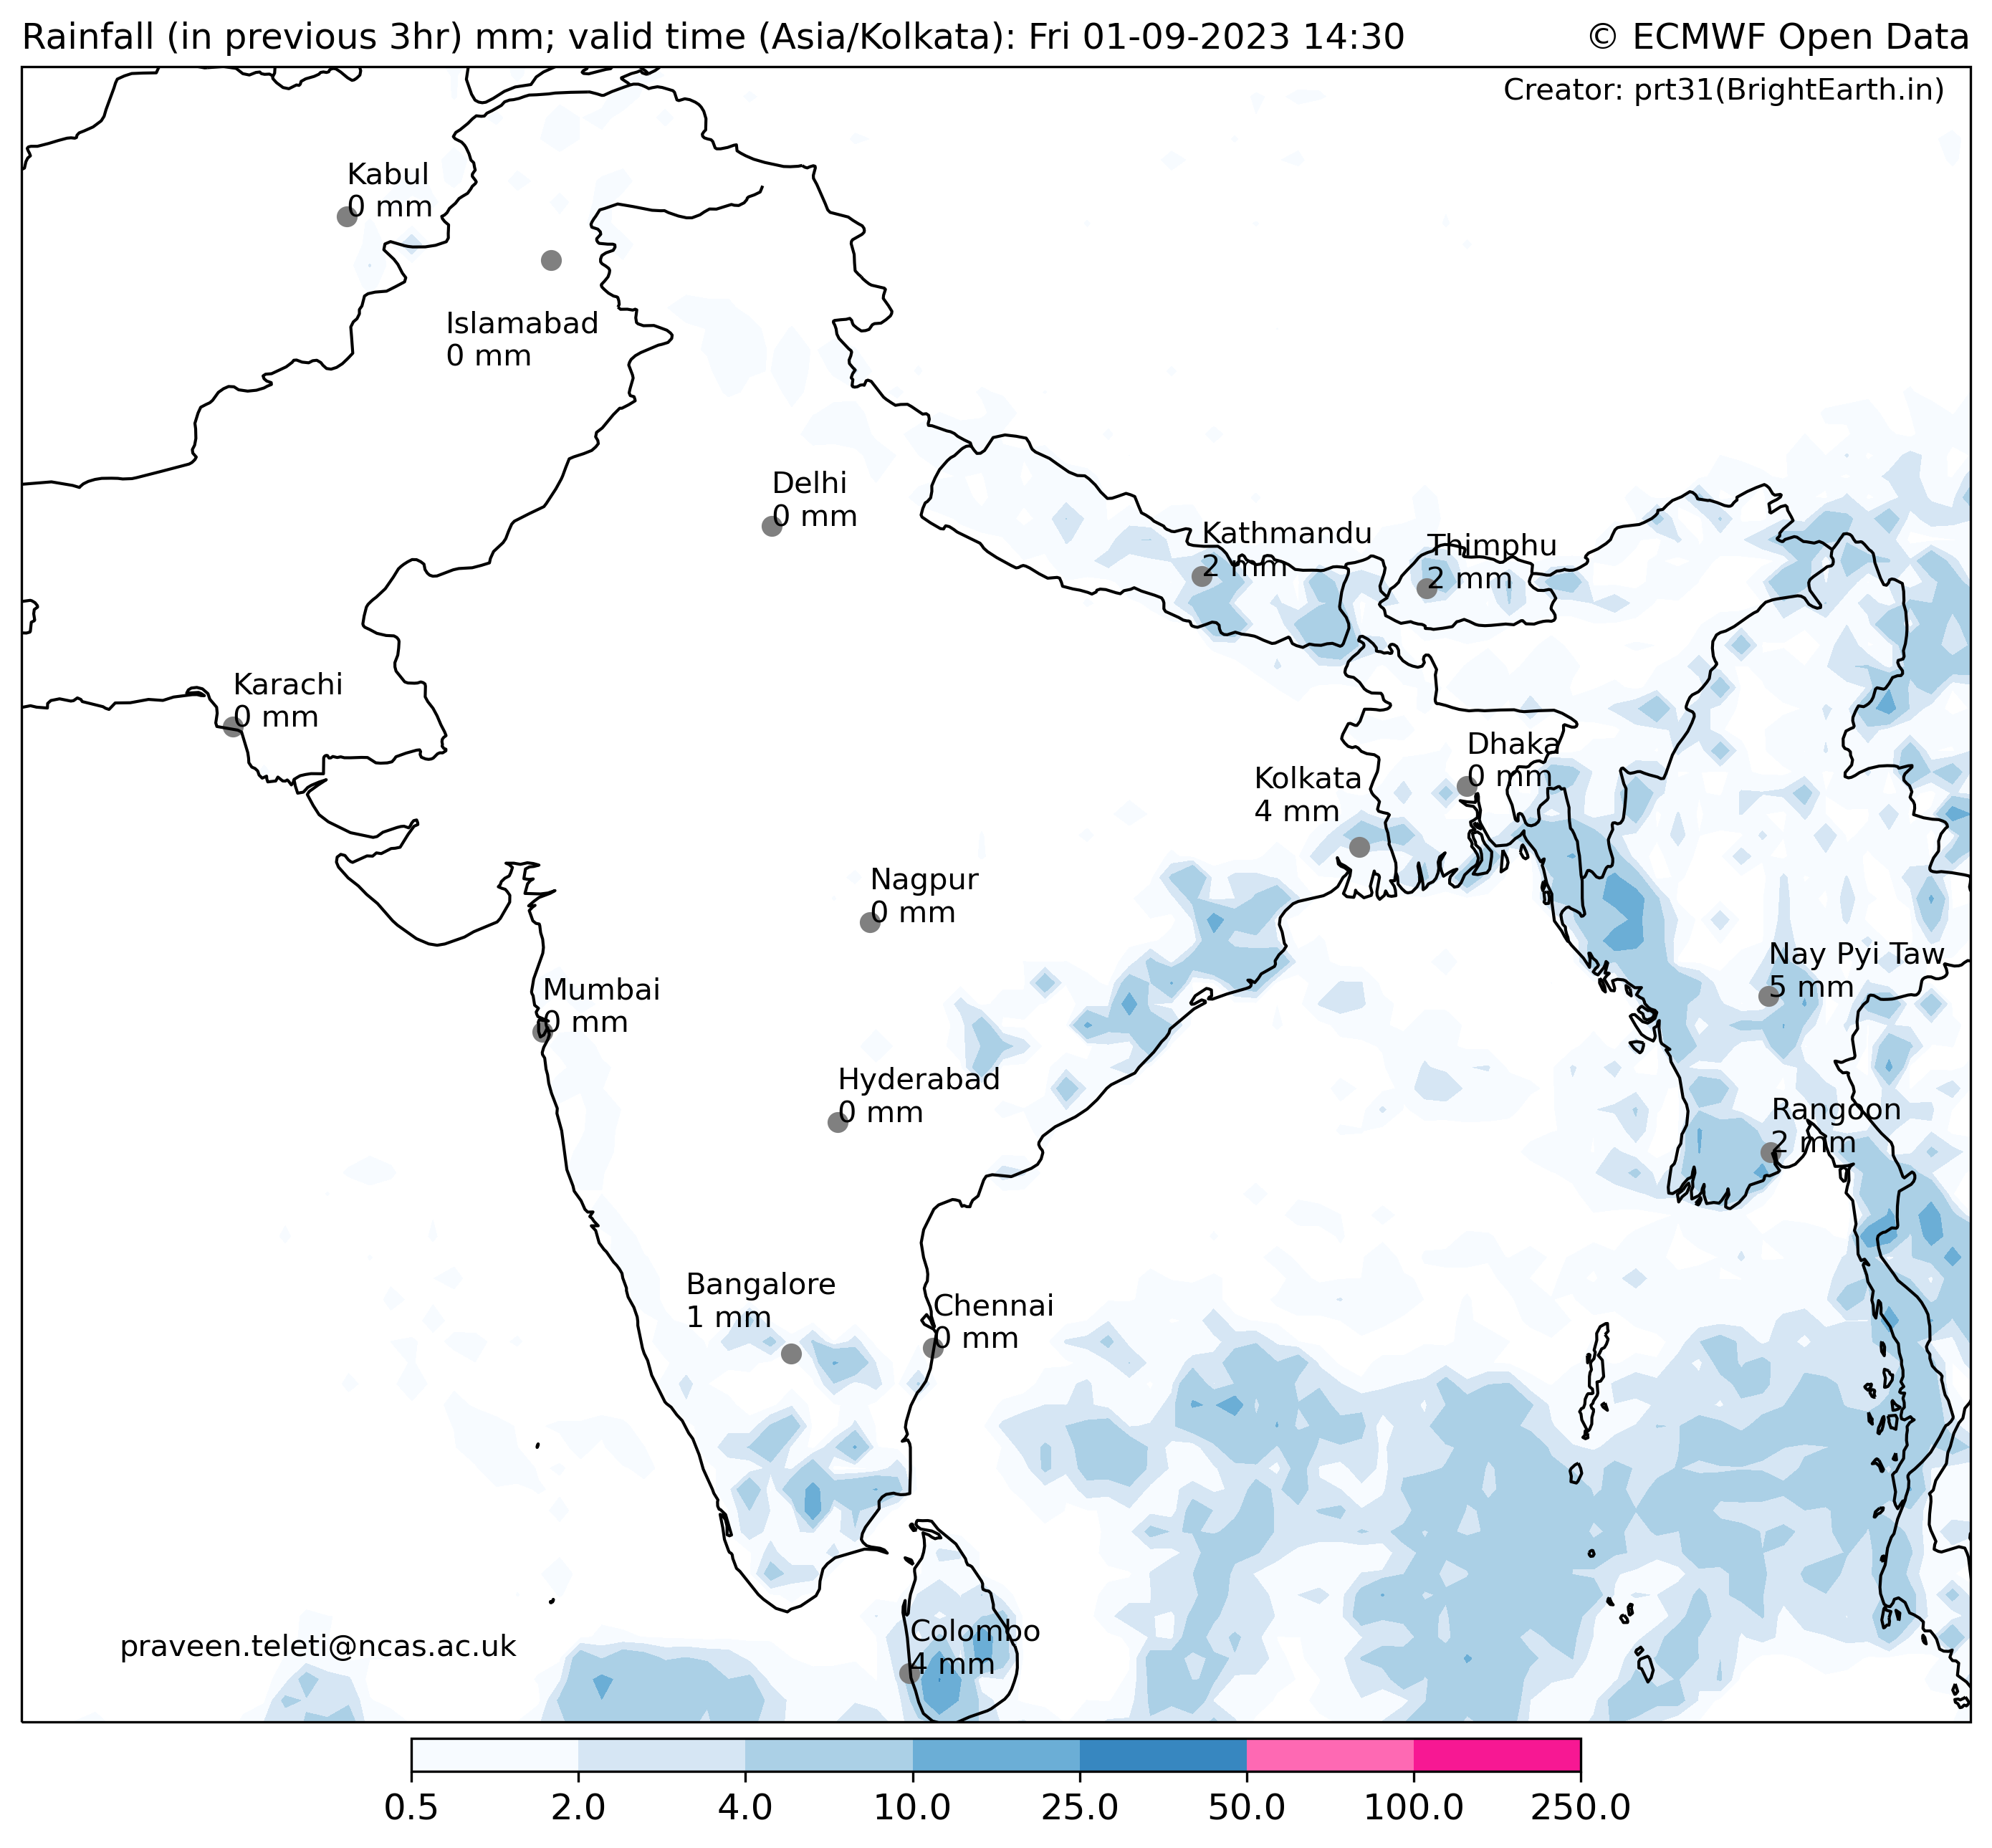 Rainfall (in previous 3hr) mm; valid time (Asia/Kolkata): Fri 01-09-2023 14:30
© ECMWF Open Data
Creator: prt31(BrightEarth.in)
Kabul
0 mm
Islamabad
0 mm
Delhi
0 mm
Kathmandu
2 mm
Thimphu
2 mm
Karachi
0 mm
Dhaka
0 mm
Kolkata
4 mm
Nagpur
0 mm
Nay Pyi Taw
5 mm
Mumbai
0 mm
Hyderabad
0 mm
Rangoon
2 mm
Bangalore
1 mm
Chennai
0 mm
Colombo
4 mm
praveen.teleti@ncas.ac.uk
0.5 2.0 4.0 10.0 25.0 50.0 100.0 250.0